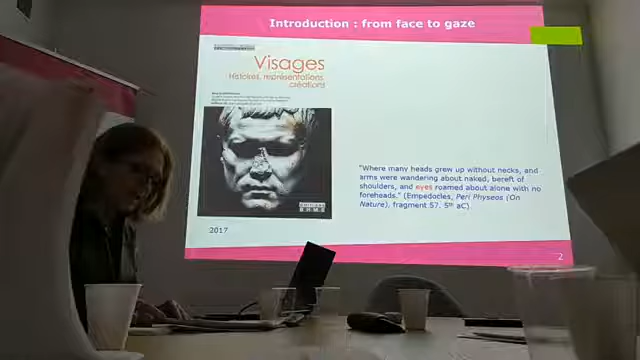 Introduction : from face to gaze
Visages
Histoires, représentations,
créations
"Where many heads grew up without necks, and
arms were wandering about naked, bereft of
shoulders, and eyes roamed about alone with no
foreheads." (Empedocles, Peri Physeos (On
Nature), fragment 57. 5th aC).
2017
2